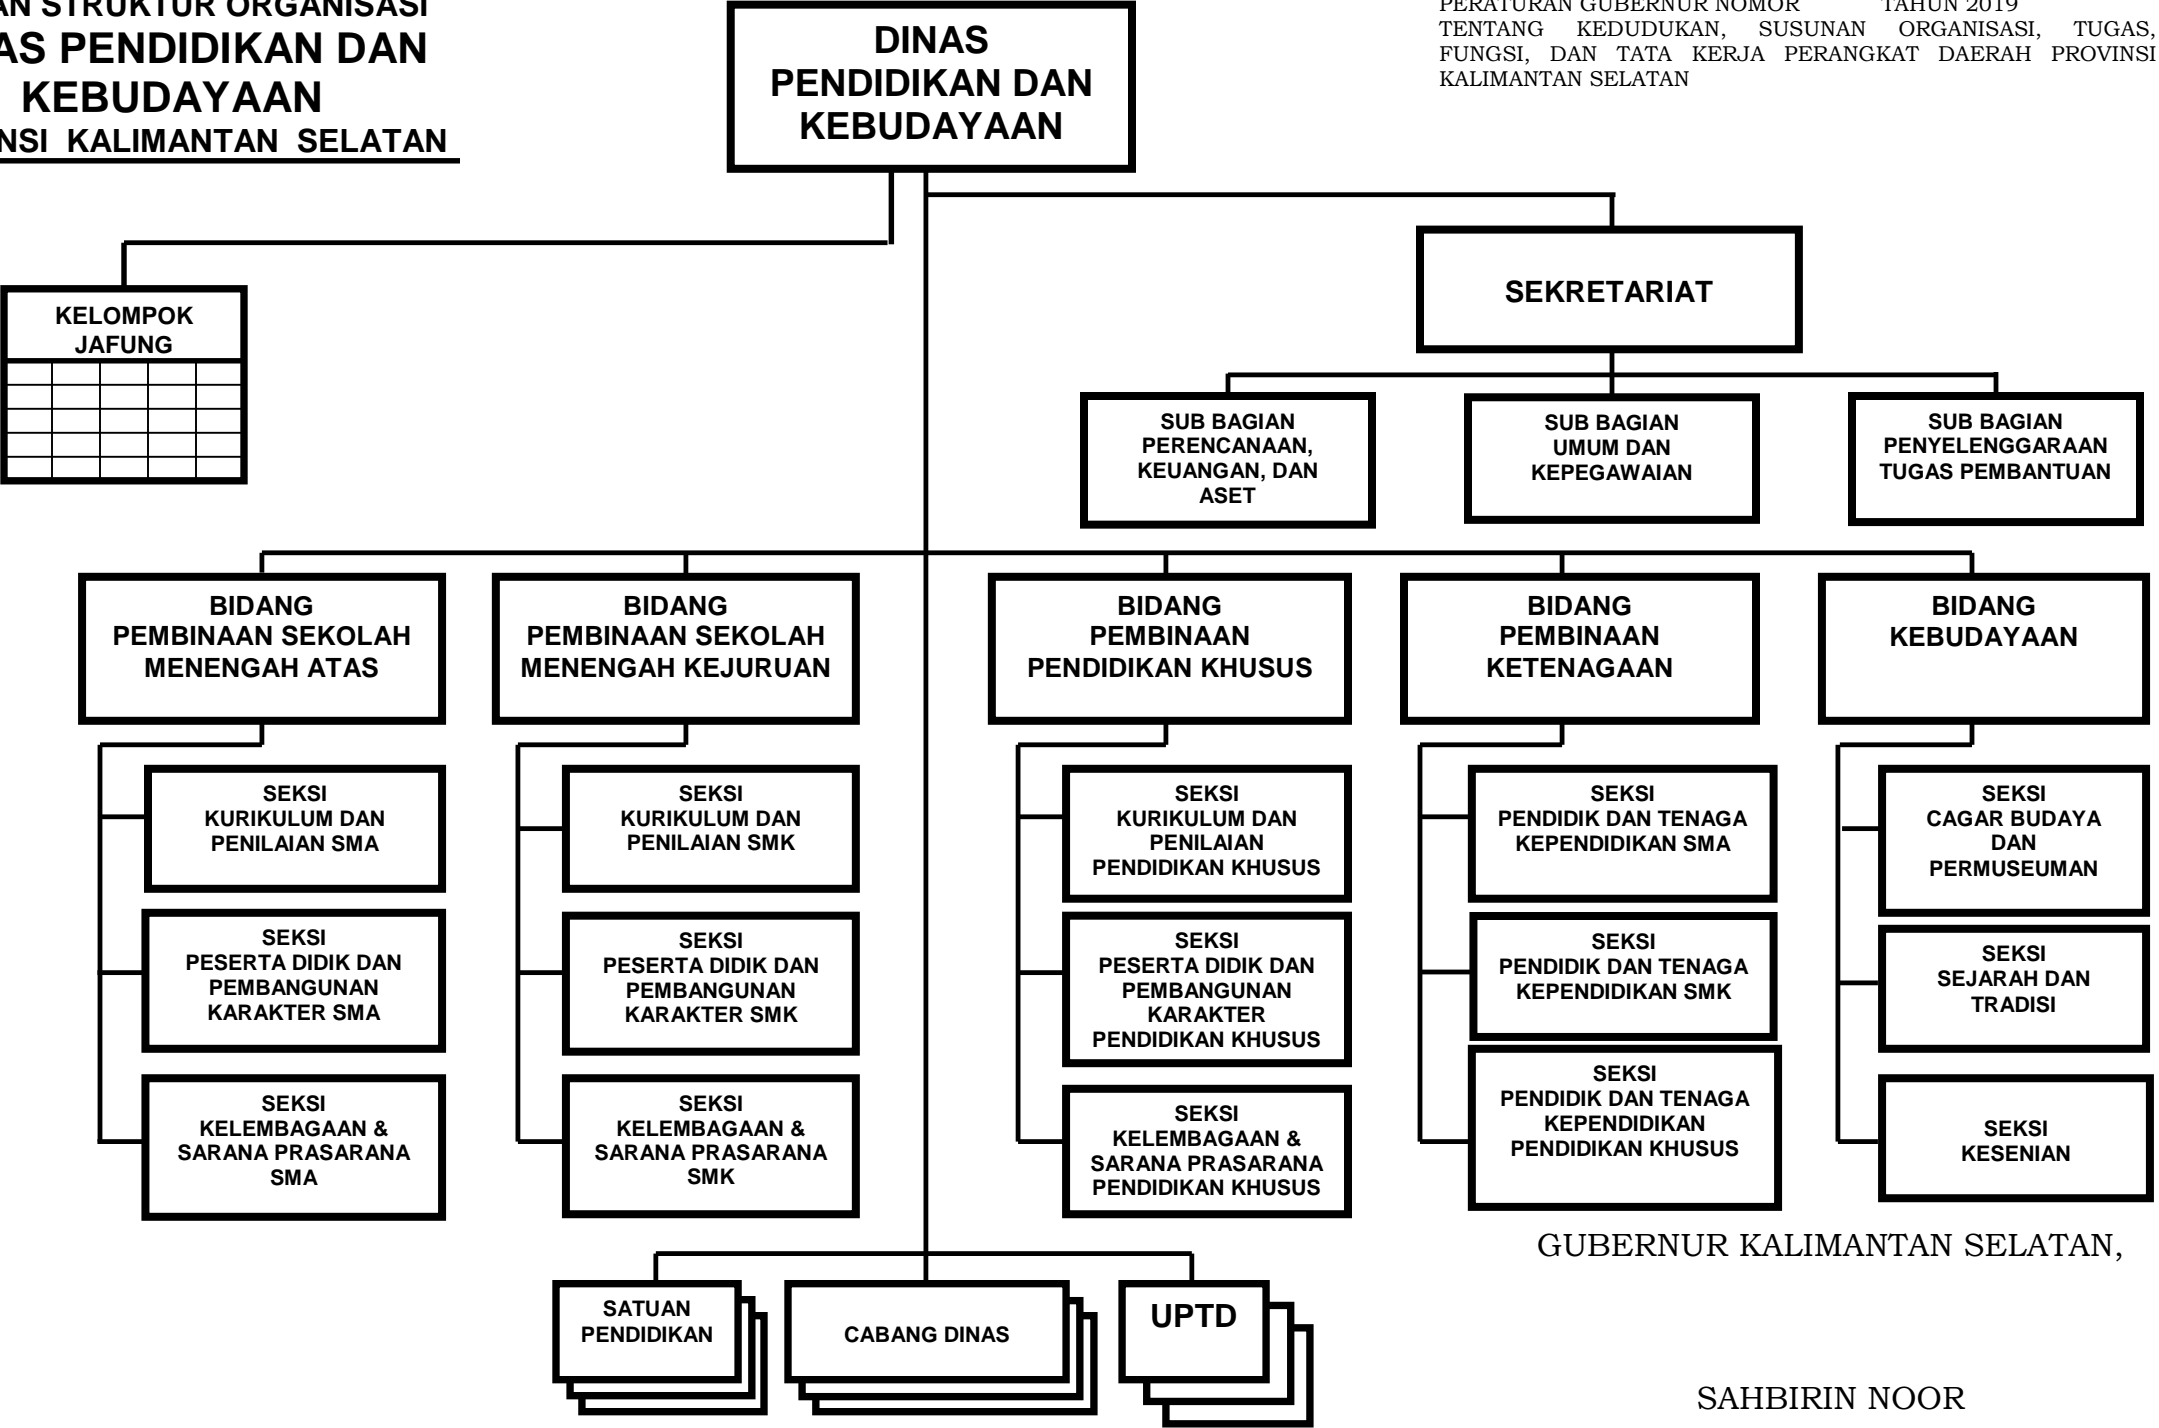 STRUKTUR ORGANISASI
PENDIDIKAN DAN
KEBUDAYAAN
KALIMANTAN SELATAN
DINAS
PENDIDIKAN DAN
KEBUDAYAAN
PERATURAN GUBERNUR NOMOR TAHUN 2019
TENTANG KEDUDUKAN, SUSUNAN ORGANISASI, TUGAS,
FUNGSI, DAN TATA KERJA PERANGKAT DAERAH PROVINSI
KALIMANTAN SELATAN
KELOMPOK
JAFUNG
SEKRETARIAT
SUB BAGIAN
PERENCANAAN,
KEUANGAN, DAN
ASET
SUB BAGIAN
UMUM DAN
KEPEGAWAIAN
SUB BAGIAN
PENYELENGGARAAN
TUGAS PEMBANTUAN
BIDANG
PEMBINAAN SEKOLAH
MENENGAH ATAS
BIDANG
PEMBINAAN SEKOLAH
MENENGAH KEJURUAN
BIDANG
PEMBINAAN
PENDIDIKAN KHUSUS
BIDANG
PEMBINAAN
KETENAGAAN
BIDANG
KEBUDAYAAN
SEKSI
KURIKULUM DAN
PENILAIAN SMA
SEKSI
KURIKULUM DAN
PENILAIAN SMK
SEKSI
KURIKULUM DAN
PENILAIAN
PENDIDIKAN KHUSUS
SEKSI
PENDIDIK DAN TENAGA
KEPENDIDIKAN SMA
SEKSI
CAGAR BUDAYA
DAN
PERMUSEUMAN
SEKSI
PESERTA DIDIK DAN
PEMBANGUNAN
KARAKTER SMA
SEKSI
PESERTA DIDIK DAN
PEMBANGUNAN
KARAKTER SMK
SEKSI
PESERTA DIDIK DAN
PEMBANGUNAN
KARAKTER
PENDIDIKAN KHUSUS
SEKSI
PENDIDIK DAN TENAGA
KEPENDIDIKAN SMK
SEKSI
SEJARAH DAN
TRADISI
SEKSI
KELEMBAGAAN &
SARANA PRASARANA
SMA
SEKSI
KELEMBAGAAN &
SARANA PRASARANA
SMK
SEKSI
KELEMBAGAAN &
SARANA PRASARANA
PENDIDIKAN KHUSUS
SEKSI
PENDIDIK DAN TENAGA
KEPENDIDIKAN
PENDIDIKAN KHUSUS
SEKSI
KESENIAN
SATUAN
PENDIDIKAN
CABANG DINAS
UPTD
GUBERNUR KALIMANTAN SELATAN,
SAHBIRIN NOOR